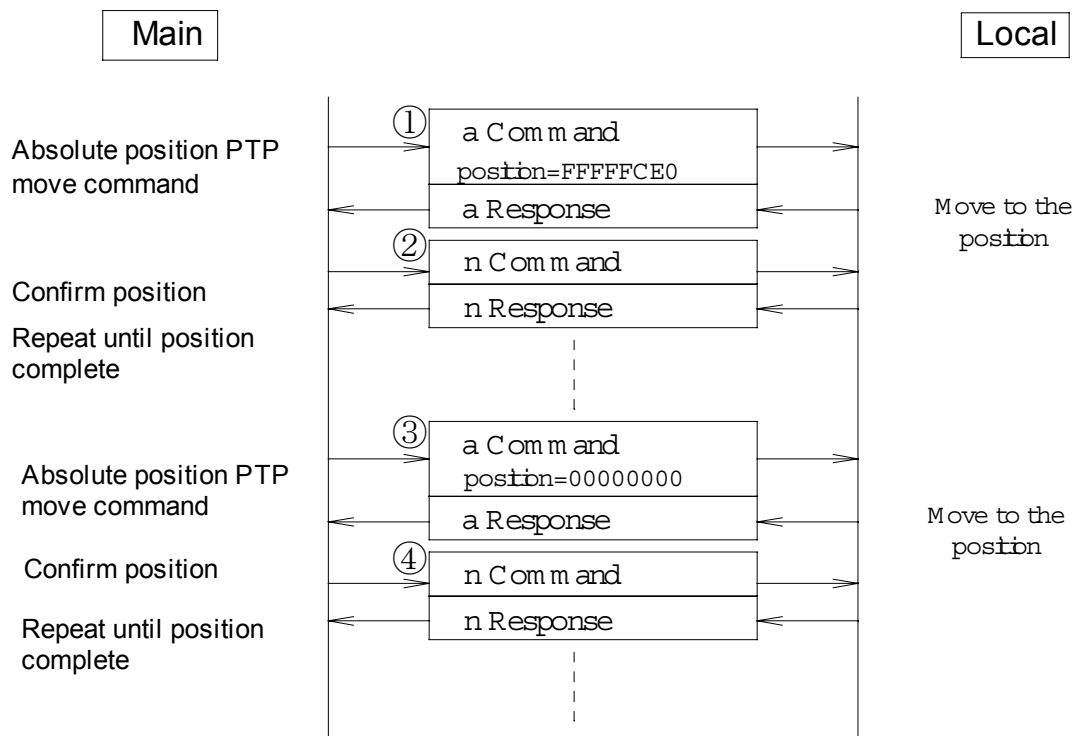 Main
Local
①
a Command
position=FFFFFCE0
Absolute position PTP
move command
a Response
Move to the
position
②
n Command
Confirm position
n Response
Repeat until position
complete
③
a Command
position=00000000
Absolute position PTP
move command
a Response
Move to the
position
④
n Command
Confirm position
n Response
Repeat until position
complete